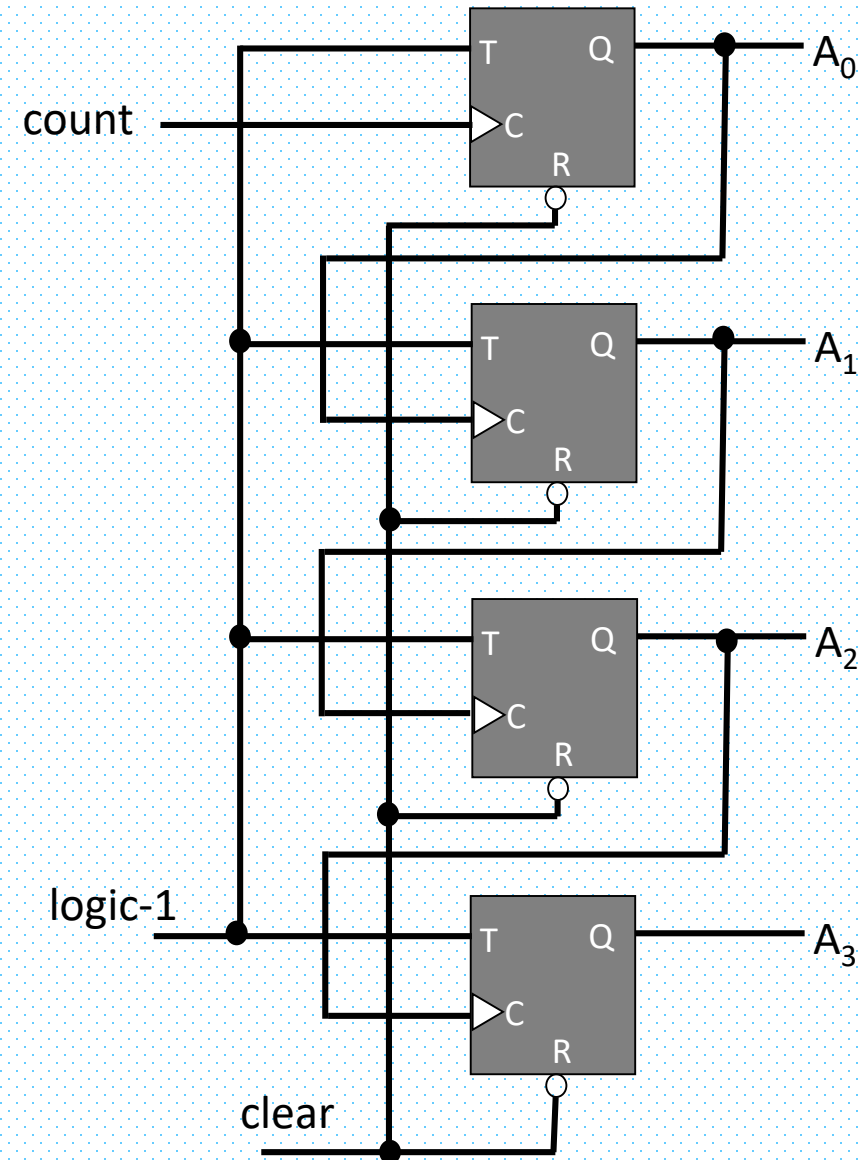 T Q A₀
count
C
R
T Q A₁
C
R
T Q A₂
C
R
logic-1
T Q A₃
C
R
clear